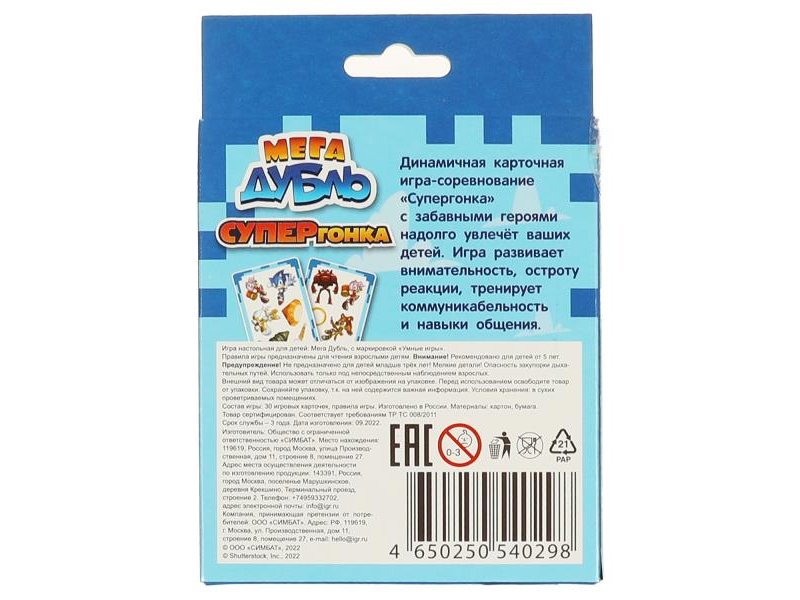 МЕГА
ДУБЛЬ
СУПЕРГОНКА
Динамичная карточная
игра-соревнование
«Супергонка»
с забавными героями
надолго увлечёт ваших
детей. Игра развивает
внимательность, остроту
реакции, тренирует
коммуникабельность
и навыки общения.
Игра настольная для детей: Мега Дубль, с маркировкой «Умные игры».
Правила игры предназначены для чтения взрослыми детям. Внимание! Рекомендовано для детей от 5 лет.
Предупреждение! Не предназначено для детей младше трёх лет! Мелкие детали! Опасность закупорки дыха-
тельных путей. Использовать только под непосредственным наблюдением взрослых.
Внешний вид товара может отличаться от изображения на упаковке. Перед использованием освободите товар
от упаковки. Сохраняйте упаковку, т.к. на ней содержится важная информация. Условия хранения: в сухих
проветриваемых помещениях.
Состав игры: 30 игровых карточек, правила игры. Изготовлено в России. Материалы: картон, бумага.
Товар сертифицирован. Соответствует требованиям ТР ТС 008/2011
Срок службы – 3 года. Дата изготовления: 09.2022.
Изготовитель: Общество с ограниченной
ответственностью «СИМБАТ». Место нахождения:
119619, Россия, город Москва, улица Производ-
ственная, дом 11, строение 8, помещение 27.
Адрес места осуществления деятельности
по изготовлению продукции: 143391, Россия,
город Москва, поселение Марушкинское,
деревня Крекшино, Терминальный проезд,
строение 2. Телефон: +74959332702,
адрес электронной почты: info@igr.ru
Компания, принимающая претензии от потре-
бителей: ООО «СИМБАТ». Адрес: РФ, 119619,
г. Москва, ул. Производственная, дом 11,
строение 8, помещение 27, e-mail: hello@igr.ru
© ООО «СИМБАТ», 2022
© Shutterstock, Inc., 2022
EAC
0-3
21
PAP
4 650250 540298